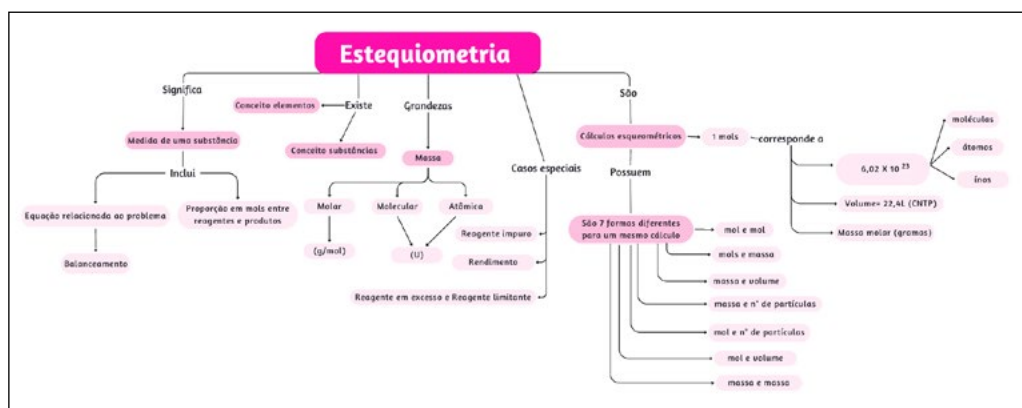 Estequiometria
Significa
Medida de uma substância
Inclui
Equação relacionada ao problema
Balanceamento
Proporção em mols entre
reagentes e produtos
Existe
Conceito elementos
Conceito substâncias
Grandezas
Massa
Molar
Molecular
Atômica
(g/mol)
(U)
Casos especiais
Reagente impuro
Rendimento
Reagente em excesso e Reagente limitante
São
Cálculos esqueométricos
1 mols
corresponde a
6,02 X 10 23
moléculas
átomos
ínos
Volume= 22,4L (CNTP)
Massa molar (gramas)
Possuem
São 7 formas diferentes
para um mesmo cálculo
mol e mol
mols e massa
massa e volume
massa e n° de partículas
mol e n° de partículas
mol e volume
massa e massa